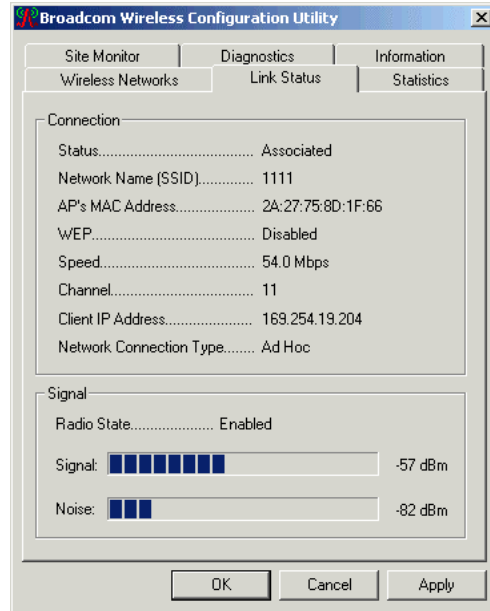 Broadcom Wireless Configuration Utility
Site Monitor Diagnostics Information
Wireless Networks Link Status Statistics
Connection
Status.................................. Associated
Network Name (SSID)............. 1111
AP's MAC Address................... 2A:27:75:8D:1F:66
WEP...................................... Disabled
Speed.................................... 54.0 Mbps
Channel.................................. 11
Client IP Address...................... 169.254.19.204
Network Connection Type........ Ad Hoc
Signal
Radio State.................... Enabled
Signal: -57 dBm
Noise: -82 dBm
OK Cancel Apply